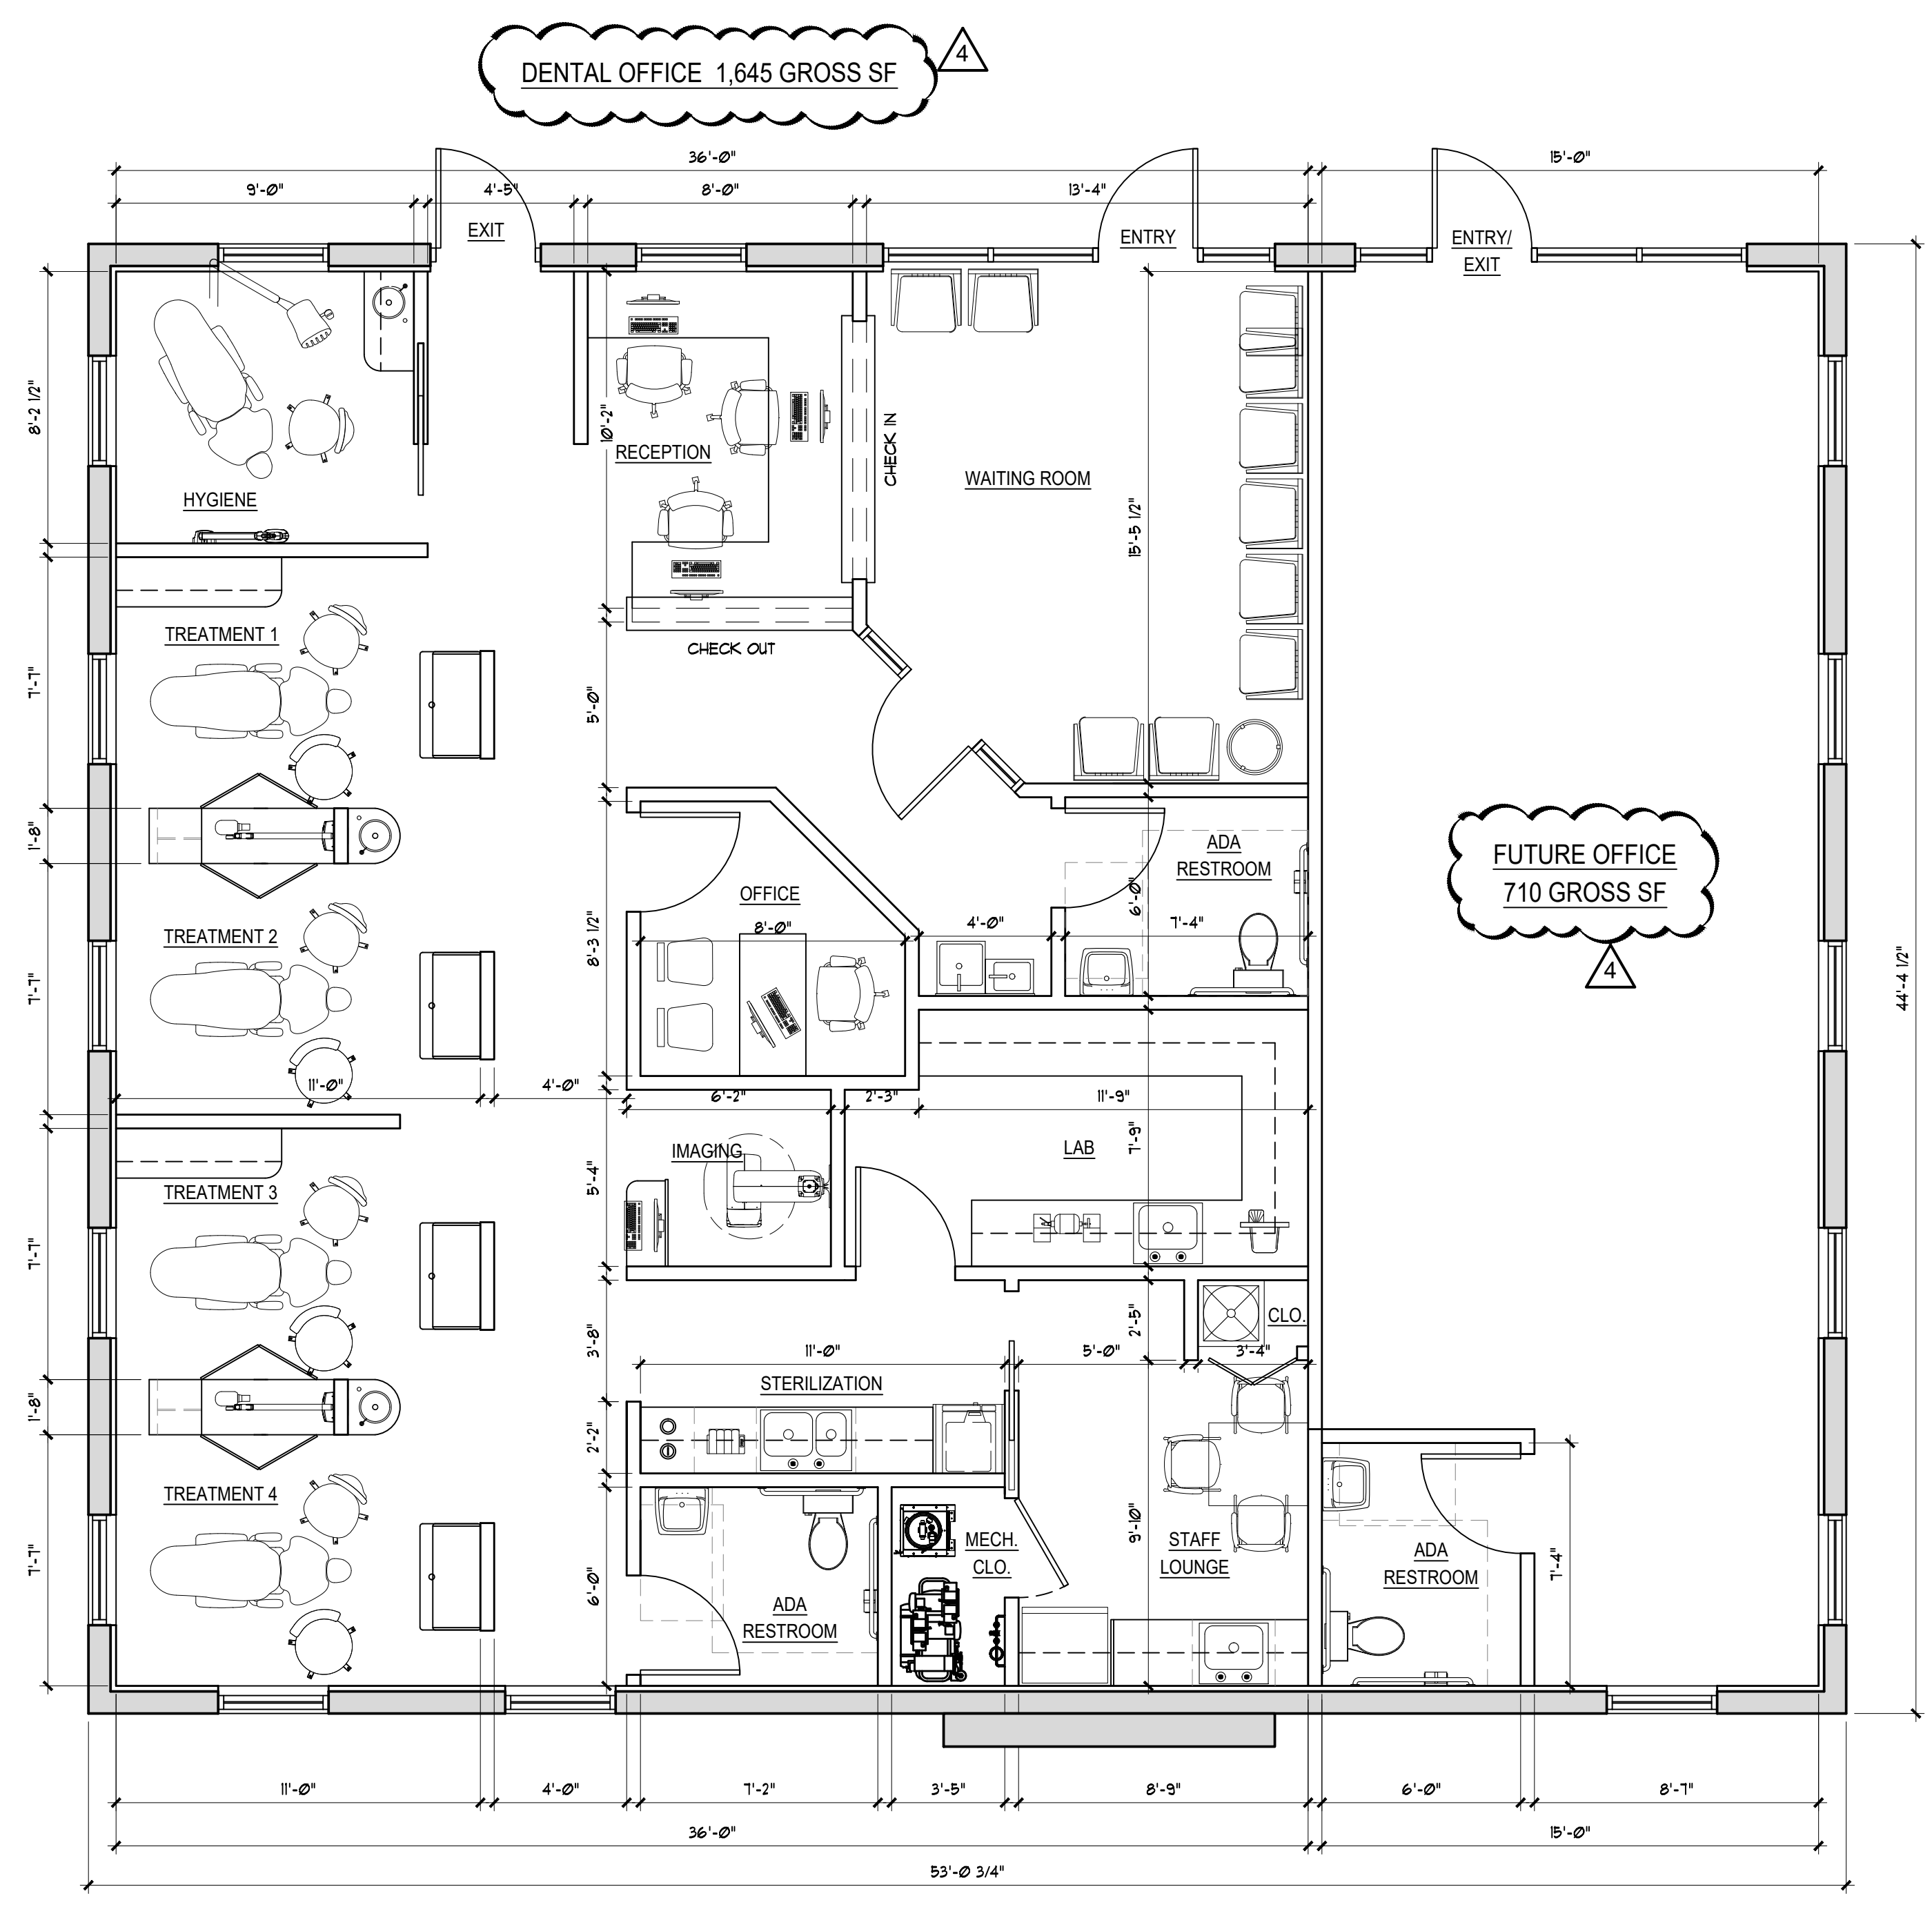 DENTAL OFFICE 1,645 GROSS SF
4
36'-0"
15'-0"
9'-0"
4'-5"
8'-0"
13'-4"
EXIT
ENTRY
ENTRY/
EXIT
8'-2 1/2"
10'-2"
CHECK IN
RECEPTION
WAITING ROOM
HYGIENE
15'-5 1/2"
TREATMENT 1
CHECK OUT
7'-7"
5'-0"
1'-8"
ADA
RESTROOM
FUTURE OFFICE
710 GROSS SF
4
OFFICE
6'-0"
8'-0"
4'-0"
7'-4"
TREATMENT 2
8'-3 1/2"
7'-7"
44'-4 1/2"
11'-0"
4'-0"
6'-2"
2'-3"
11'-9"
IMAGING
LAB
7'-9"
5'-4"
TREATMENT 3
7'-7"
CLO.
2'-5"
3'-8"
11'-0"
5'-0"
3'-4"
STERILIZATION
1'-8"
2'-2"
TREATMENT 4
9'-10"
MECH.
CLO.
STAFF
LOUNGE
ADA
RESTROOM
7'-4"
7'-7"
6'-0"
ADA
RESTROOM
11'-0"
4'-0"
7'-2"
3'-5"
8'-9"
6'-0"
8'-7"
36'-0"
15'-0"
53'-0 3/4"